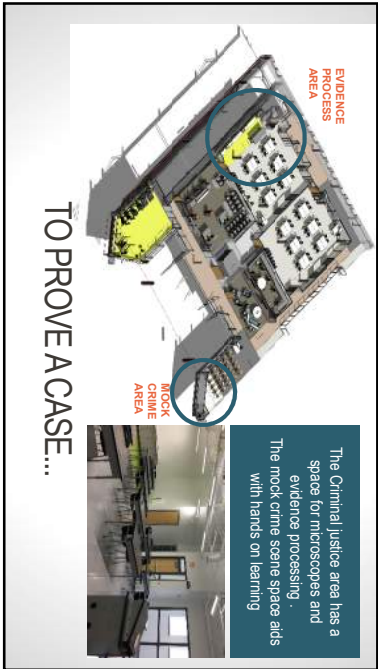 EVIDENCE
PROCESS
AREA
MOCK
CRIME
AREA
The Criminal justice area has a
space for microscopes and
evidence processing .
The mock crime scene space aids
with hands on learning
TO PROVE A CASE...